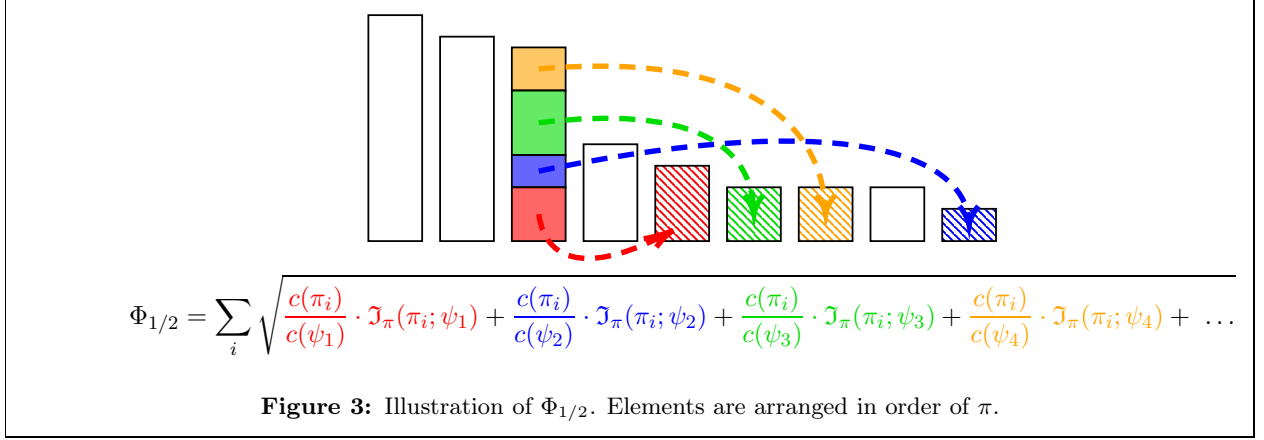 Φ_{1/2} = ∑_i √( c(π_i)/c(ψ_1) · ℑ_π(π_i; ψ_1) + c(π_i)/c(ψ_2) · ℑ_π(π_i; ψ_2) + c(π_i)/c(ψ_3) · ℑ_π(π_i; ψ_3) + c(π_i)/c(ψ_4) · ℑ_π(π_i; ψ_4) + … )
Figure 3: Illustration of Φ_{1/2}. Elements are arranged in order of π.